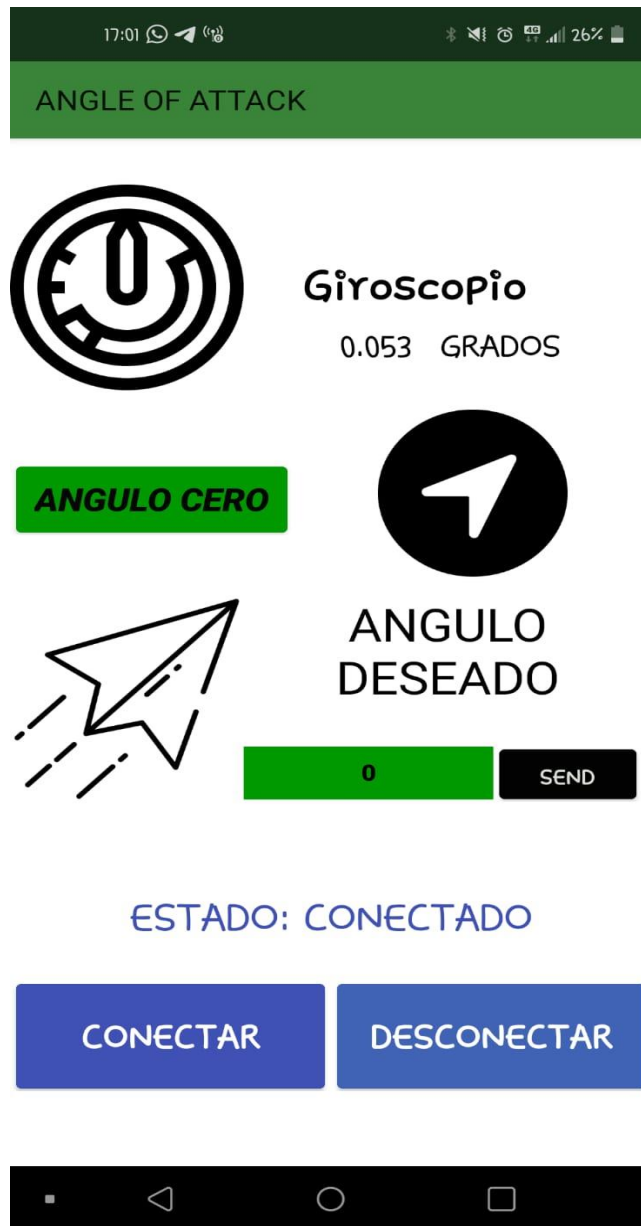 17:01 4G 26%
ANGLE OF ATTACK
Giroscopio
0.053 GRADOS
ANGULO CERO
ANGULO
DESEADO
0 SEND
ESTADO: CONECTADO
CONECTAR DESCONECTAR